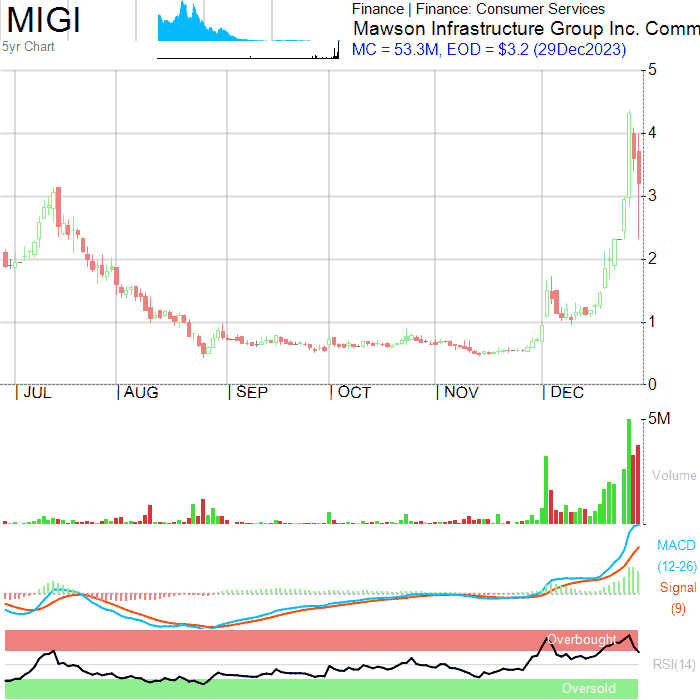 MIGI
5yr Chart
Finance | Finance: Consumer Services
Mawson Infrastructure Group Inc. Comm
MC = 53.3M, EOD = $3.2 (29Dec2023)
5
4
3
2
1
0
| JUL | AUG | SEP | OCT | NOV | DEC
5M
Volume
MACD
(12-26)
Signal
(9)
Overbought
RSI(14)
Oversold